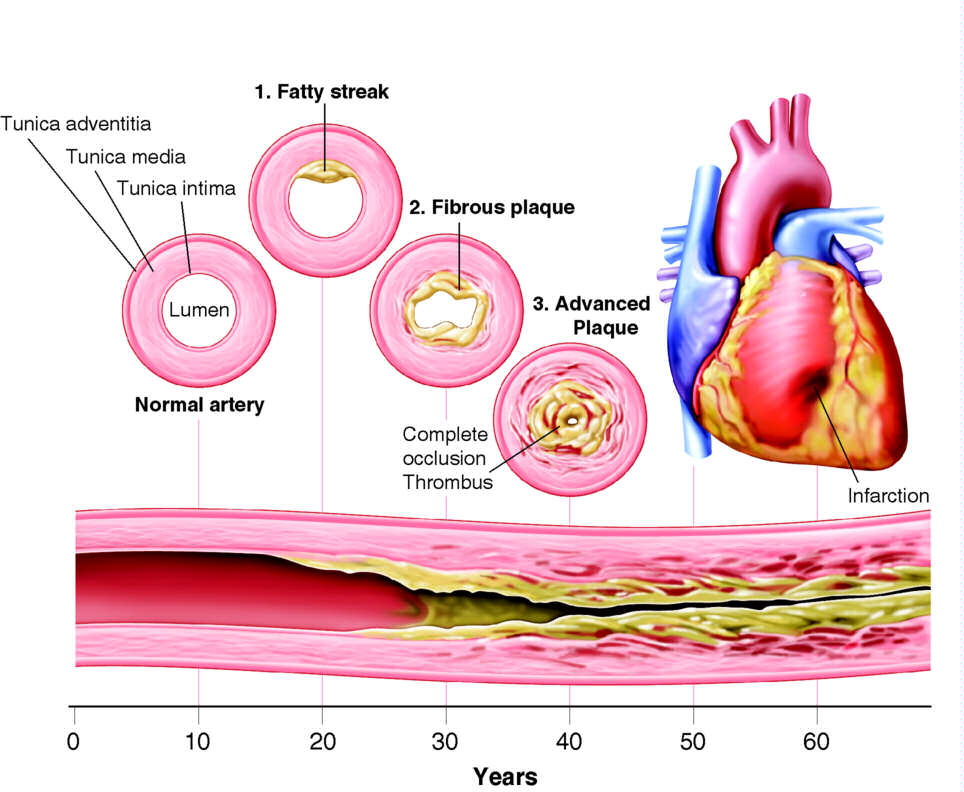 1. Fatty streak
Tunica adventitia
Tunica media
Tunica intima
2. Fibrous plaque
Lumen
3. Advanced
Plaque
Normal artery
Complete
occlusion
Thrombus
Infarction
0 10 20 30 40 50 60
Years